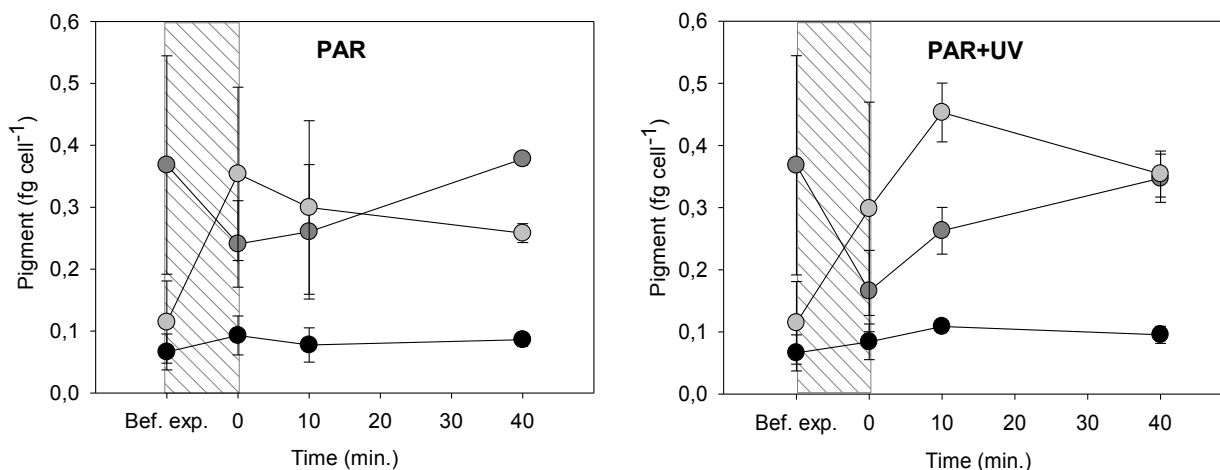 PAR
0,6
0,5
0,4
0,3
0,2
0,1
0,0
Pigment (fg cell⁻¹)
Bef. exp. 0 10 20 30 40
Time (min.)
PAR+UV
0,6
0,5
0,4
0,3
0,2
0,1
0,0
Pigment (fg cell⁻¹)
Bef. exp. 0 10 20 30 40
Time (min.)